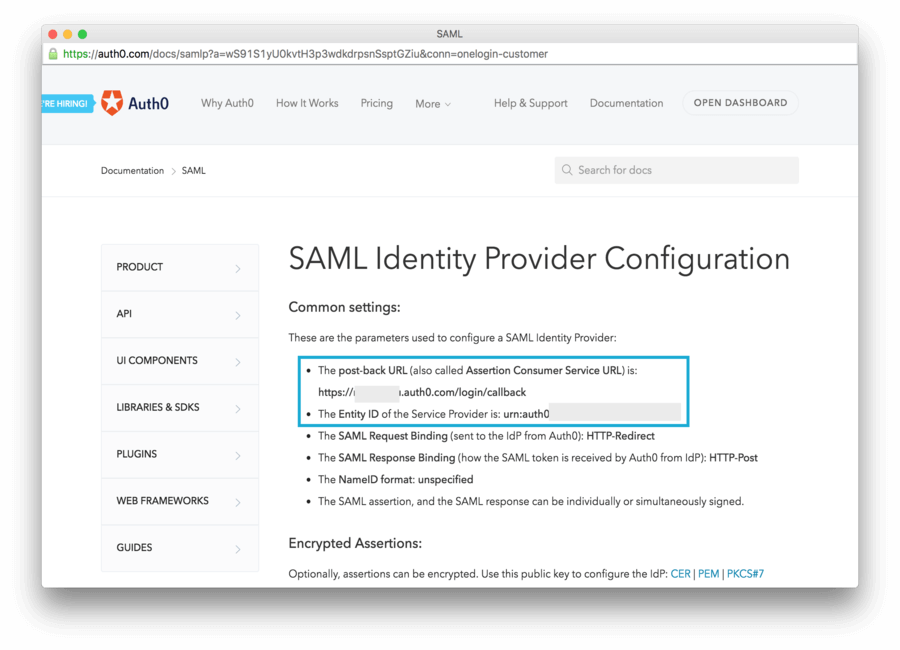 SAML
https://auth0.com/docs/samlp?a=wS91S1yU0kvtH3p3wdkdrpsnSsptGZiu&conn=onelogin-customer
'RE HIRING!
Auth0
Why Auth0
How It Works
Pricing
More
Help & Support
Documentation
OPEN DASHBOARD
Documentation > SAML
Search for docs
PRODUCT
API
UI COMPONENTS
LIBRARIES & SDKS
PLUGINS
WEB FRAMEWORKS
GUIDES
SAML Identity Provider Configuration
Common settings:
These are the parameters used to configure a SAML Identity Provider:
• The post-back URL (also called Assertion Consumer Service URL) is:
https:// .auth0.com/login/callback
• The Entity ID of the Service Provider is: urn:auth0
• The SAML Request Binding (sent to the IdP from Auth0): HTTP-Redirect
• The SAML Response Binding (how the SAML token is received by Auth0 from IdP): HTTP-Post
• The NameID format: unspecified
• The SAML assertion, and the SAML response can be individually or simultaneously signed.
Encrypted Assertions:
Optionally, assertions can be encrypted. Use this public key to configure the IdP: CER | PEM | PKCS#7